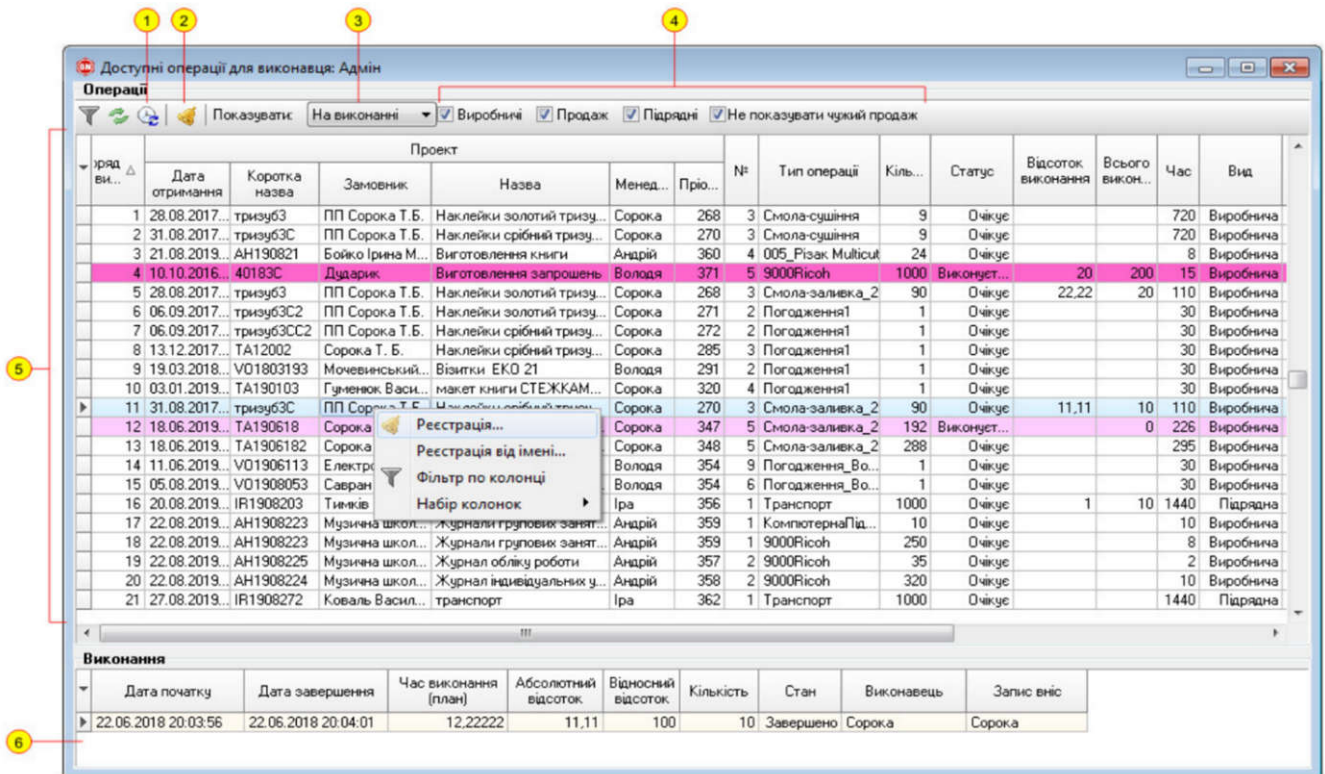 1 2 3 4
Доступні операції для виконавця: Адмін
Операції
Показувати: На виконанні Виробничі Продаж Підрядні Не показувати чужий продаж
Проект
ви... Дата отримання Коротка назва Замовник Назва Менед... Пріо... № Тип операції Кіль... Статус Відсоток виконання Всього викон... Час Вид
1 28.08.2017... тризуб3 ПП Сорока Т.Б. Наклейки золотий тризу... Сорока 268 3 Смола-сушіння 9 Очікує 720 Виробнича
2 31.08.2017... тризуб3С ПП Сорока Т.Б. Наклейки срібний тризу... Сорока 270 3 Смола-сушіння 9 Очікує 720 Виробнича
3 21.08.2019... АН190821 Бойко Ірина М... Виготовлення книги Андрій 360 4 005_Різак Multicut 24 Очікує 8 Виробнича
4 10.10.2016... 40183С Дударик Виготовлення запрошень Володя 371 5 9000Ricoh 1000 Виконует... 20 200 15 Виробнича
5 28.08.2017... тризуб3 ПП Сорока Т.Б. Наклейки золотий тризу... Сорока 268 3 Смола-заливка_2 90 Очікує 22,22 20 110 Виробнича
6 06.09.2017... тризуб3С2 ПП Сорока Т.Б. Наклейки золотий тризу... Сорока 271 2 Погодження1 1 Очікує 30 Виробнича
7 06.09.2017... тризуб3СС2 ПП Сорока Т.Б. Наклейки срібний тризу... Сорока 272 2 Погодження1 1 Очікує 30 Виробнича
8 13.12.2017... ТА12002 Сорока Т. Б. Наклейки срібний тризу... Сорока 285 3 Погодження1 1 Очікує 30 Виробнича
9 19.03.2018... VO1803193 Мочевинський... Візитки ЕКО 21 Володя 291 2 Погодження1 1 Очікує 30 Виробнича
10 03.01.2019... ТА190103 Гуменюк Васи... макет книги СТЕЖКАМ... Сорока 320 4 Погодження1 1 Очікує 30 Виробнича
5
11 31.08.2017... тризуб3С ПП Сорока Т.Б. Наклейки срібний тризу... Сорока 270 3 Смола-заливка_2 90 Очікує 11,11 10 110 Виробнича
12 18.06.2019... ТА190618 Сорока Реєстрація... Сорока 347 5 Смола-заливка_2 192 Виконует... 0 226 Виробнича
13 18.06.2019... ТА1906182 Сорока Реєстрація від імені... Сорока 348 5 Смола-заливка_2 288 Очікує 295 Виробнича
14 11.06.2019... VO1906113 Електро Володя 354 9 Погодження_Во... 1 Очікує 30 Виробнича
Фільтр по колонці
15 05.08.2019... VO1908053 Савран Володя 354 6 Погодження_Во... 1 Очікує 30 Виробнича
16 20.08.2019... IR1908203 Тимків Набір колонок Іра 356 1 Транспорт 1000 Очікує 1 10 1440 Підрядна
17 22.08.2019... АН1908223 Музична школ... Журнали групових занят... Андрій 359 1 КомпютернаПід... 10 Очікує 10 Виробнича
18 22.08.2019... АН1908223 Музична школ... Журнали групових занят... Андрій 359 1 9000Ricoh 250 Очікує 8 Виробнича
19 22.08.2019... АН1908225 Музична школ... Журнал обліку роботи Андрій 357 2 9000Ricoh 35 Очікує 2 Виробнича
20 22.08.2019... АН1908224 Музична школ... Журнал індивідуальних у... Андрій 358 2 9000Ricoh 320 Очікує 10 Виробнича
21 27.08.2019... IR1908272 Коваль Васил... транспорт Іра 362 1 Транспорт 1000 Очікує 1440 Підрядна
Виконання
Дата початку Дата завершення Час виконання (план) Абсолютний відсоток Відносний відсоток Кількість Стан Виконавець Запис вніс
22.06.2018 20:03:56 22.06.2018 20:04:01 12,22222 11,11 100 10 Завершено Сорока Сорока
6